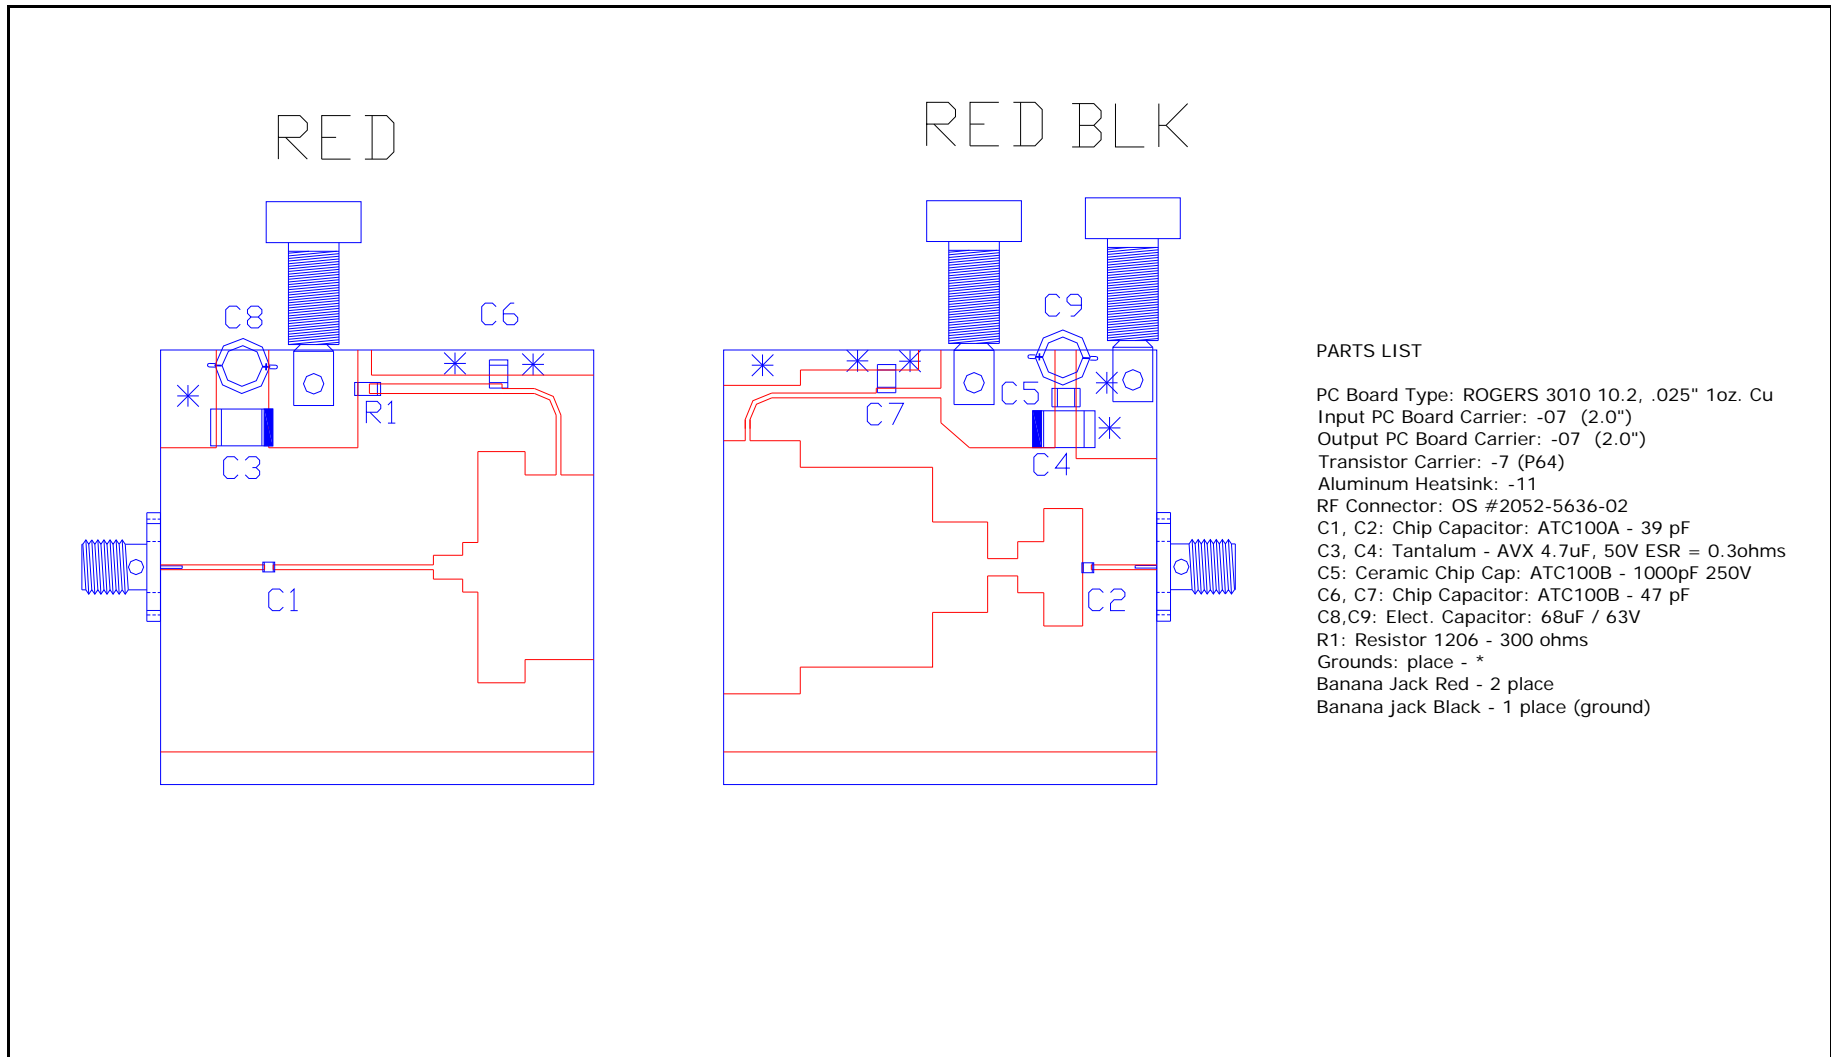 RED
RED BLK
C8
C6
C9
R1
C3
C7
C5
C4
C1
C2
PARTS LIST
PC Board Type: ROGERS 3010 10.2, .025" 1oz. Cu
Input PC Board Carrier: -07 (2.0")
Output PC Board Carrier: -07 (2.0")
Transistor Carrier: -7 (P64)
Aluminum Heatsink: -11
RF Connector: OS #2052-5636-02
C1, C2: Chip Capacitor: ATC100A - 39 pF
C3, C4: Tantalum - AVX 4.7uF, 50V ESR = 0.3ohms
C5: Ceramic Chip Cap: ATC100B - 1000pF 250V
C6, C7: Chip Capacitor: ATC100B - 47 pF
C8,C9: Elect. Capacitor: 68uF / 63V
R1: Resistor 1206 - 300 ohms
Grounds: place - *
Banana Jack Red - 2 place
Banana jack Black - 1 place (ground)